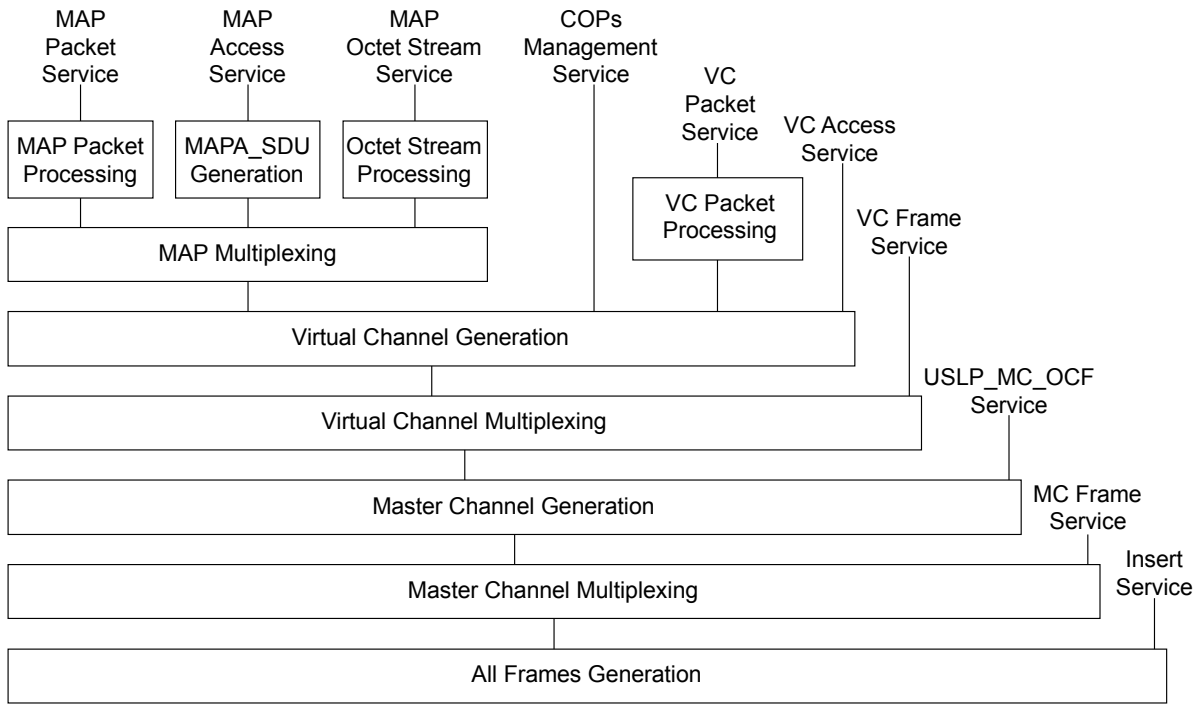 MAP
Packet
Service
MAP
Access
Service
MAP
Octet Stream
Service
COPs
Management
Service
VC
Packet
Service
VC Access
Service
MAP Packet
Processing
MAPA_SDU
Generation
Octet Stream
Processing
VC Packet
Processing
VC Frame
Service
MAP Multiplexing
Virtual Channel Generation
USLP_MC_OCF
Service
Virtual Channel Multiplexing
Master Channel Generation
MC Frame
Service
Master Channel Multiplexing
Insert
Service
All Frames Generation